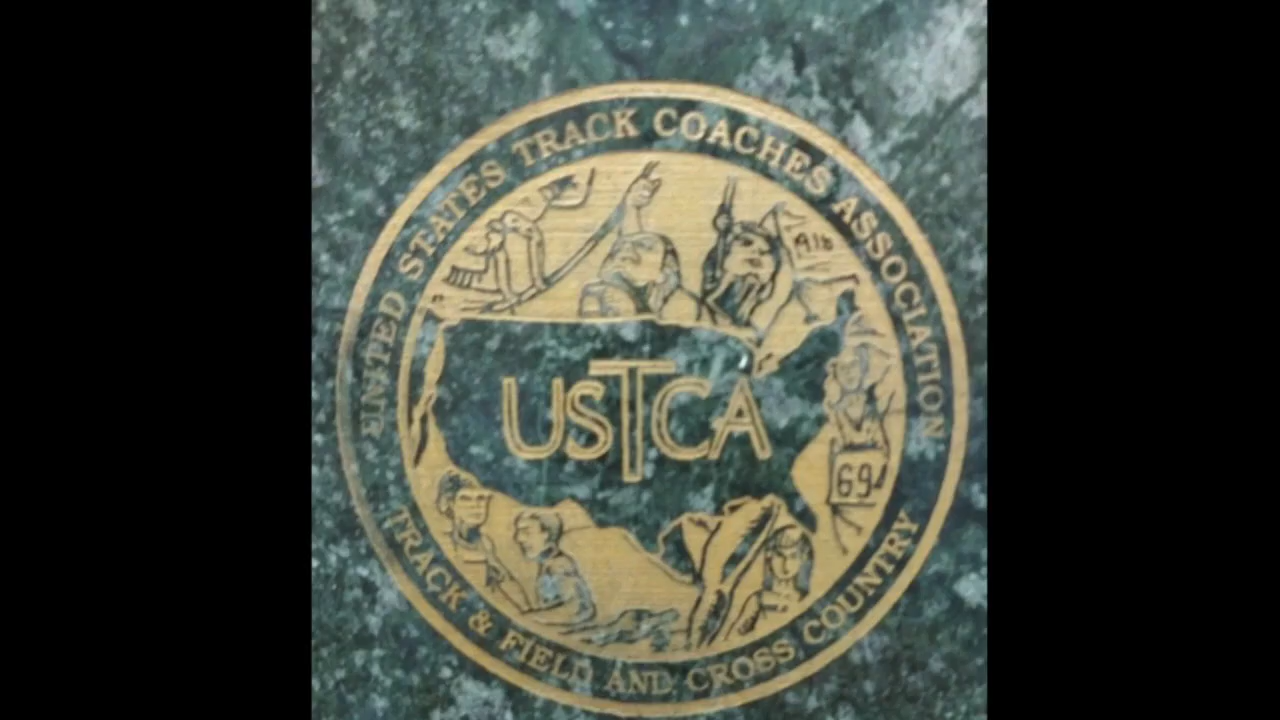 UNITED STATES TRACK COACHES ASSOCIATION
USTCA
69
TRACK & FIELD AND CROSS COUNTRY